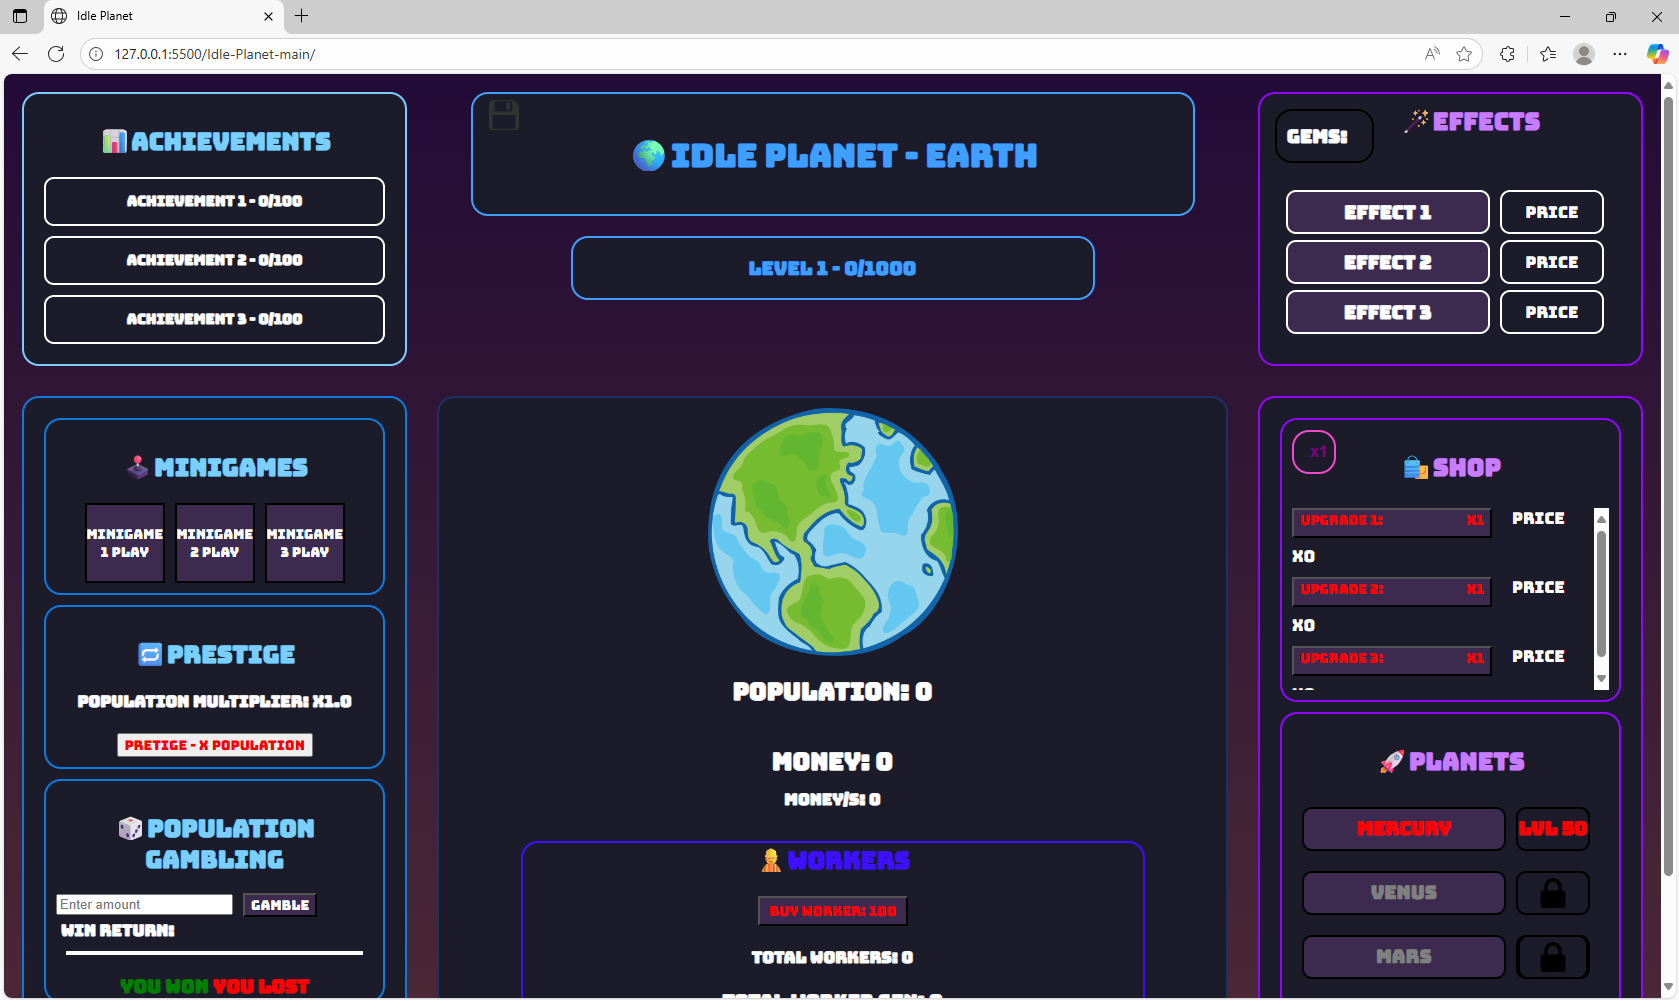 Idle Planet
127.0.0.1:5500/Idle-Planet-main/
ACHIEVEMENTS
ACHIEVEMENT 1 - 0/100
ACHIEVEMENT 2 - 0/100
ACHIEVEMENT 3 - 0/100
IDLE PLANET - EARTH
LEVEL 1 - 0/1000
GEMS:
EFFECTS
EFFECT 1 PRICE
EFFECT 2 PRICE
EFFECT 3 PRICE
MINIGAMES
MINIGAME 1 PLAY
MINIGAME 2 PLAY
MINIGAME 3 PLAY
PRESTIGE
POPULATION MULTIPLIER: X1.0
PRETIGE - X POPULATION
POPULATION
GAMBLING
Enter amount GAMBLE
WIN RETURN:
YOU WON YOU LOST
POPULATION: 0
MONEY: 0
MONEY/S: 0
WORKERS
BUY WORKER: 100
TOTAL WORKERS: 0
TOTAL WORKER GEN: 0
x1
SHOP
UPGRADE 1: X1 PRICE
X0
UPGRADE 2: X1 PRICE
X0
UPGRADE 3: X1 PRICE
X0
PLANETS
MERCURY LVL 50
VENUS
MARS